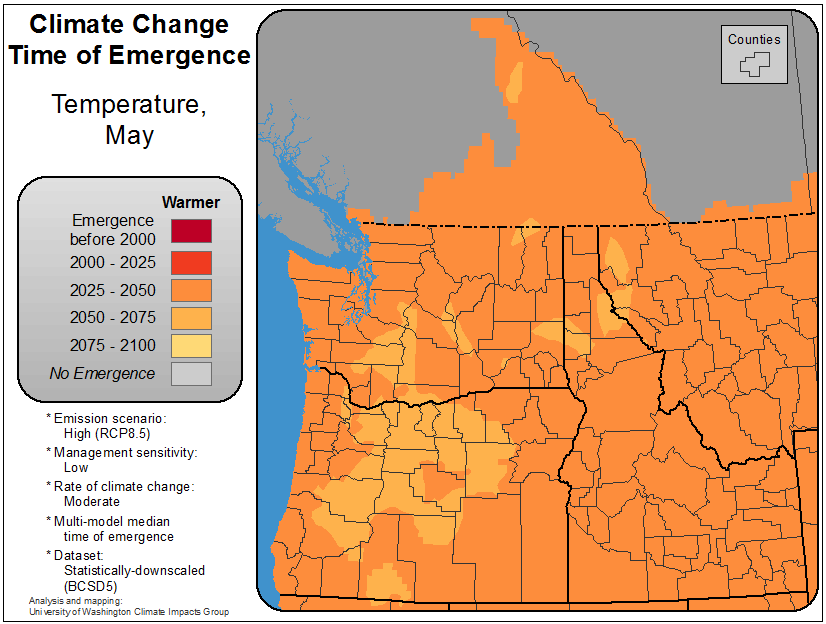 Climate Change
Time of Emergence
Temperature,
May
Warmer
Emergence
before 2000
2000 - 2025
2025 - 2050
2050 - 2075
2075 - 2100
No Emergence
* Emission scenario:
High (RCP8.5)
* Management sensitivity:
Low
* Rate of climate change:
Moderate
* Multi-model median
time of emergence
* Dataset:
Statistically-downscaled
(BCSD5)
Analysis and mapping:
University of Washington Climate Impacts Group
Counties